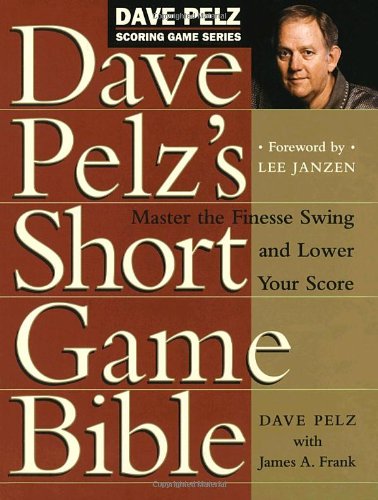 DAVE PELZ
SCORING GAME SERIES
Dave
Pelz's
Short
Game
Bible
• Foreword by •
LEE JANZEN
Master the Finesse Swing
and Lower
Your Score
DAVE PELZ
with
James A. Frank